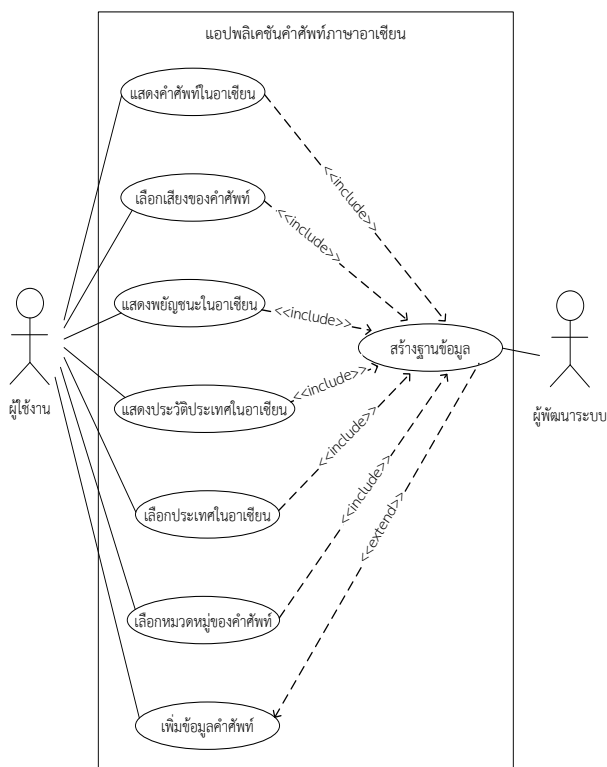 แอปพลิเคชันคำศัพท์ภาษาอาเซียน
แสดงคำศัพท์ในอาเซียน
<<include>>
เลือกเสียงของคำศัพท์
<<include>>
แสดงพยัญชนะในอาเซียน
<<include>>
สร้างฐานข้อมูล
ผู้ใช้งาน
ผู้พัฒนาระบบ
แสดงประวัติประเทศในอาเซียน
<<include>>
เลือกประเทศในอาเซียน
<<include>>
<<include>>
<<extend>>
เลือกหมวดหมู่ของคำศัพท์
เพิ่มข้อมูลคำศัพท์